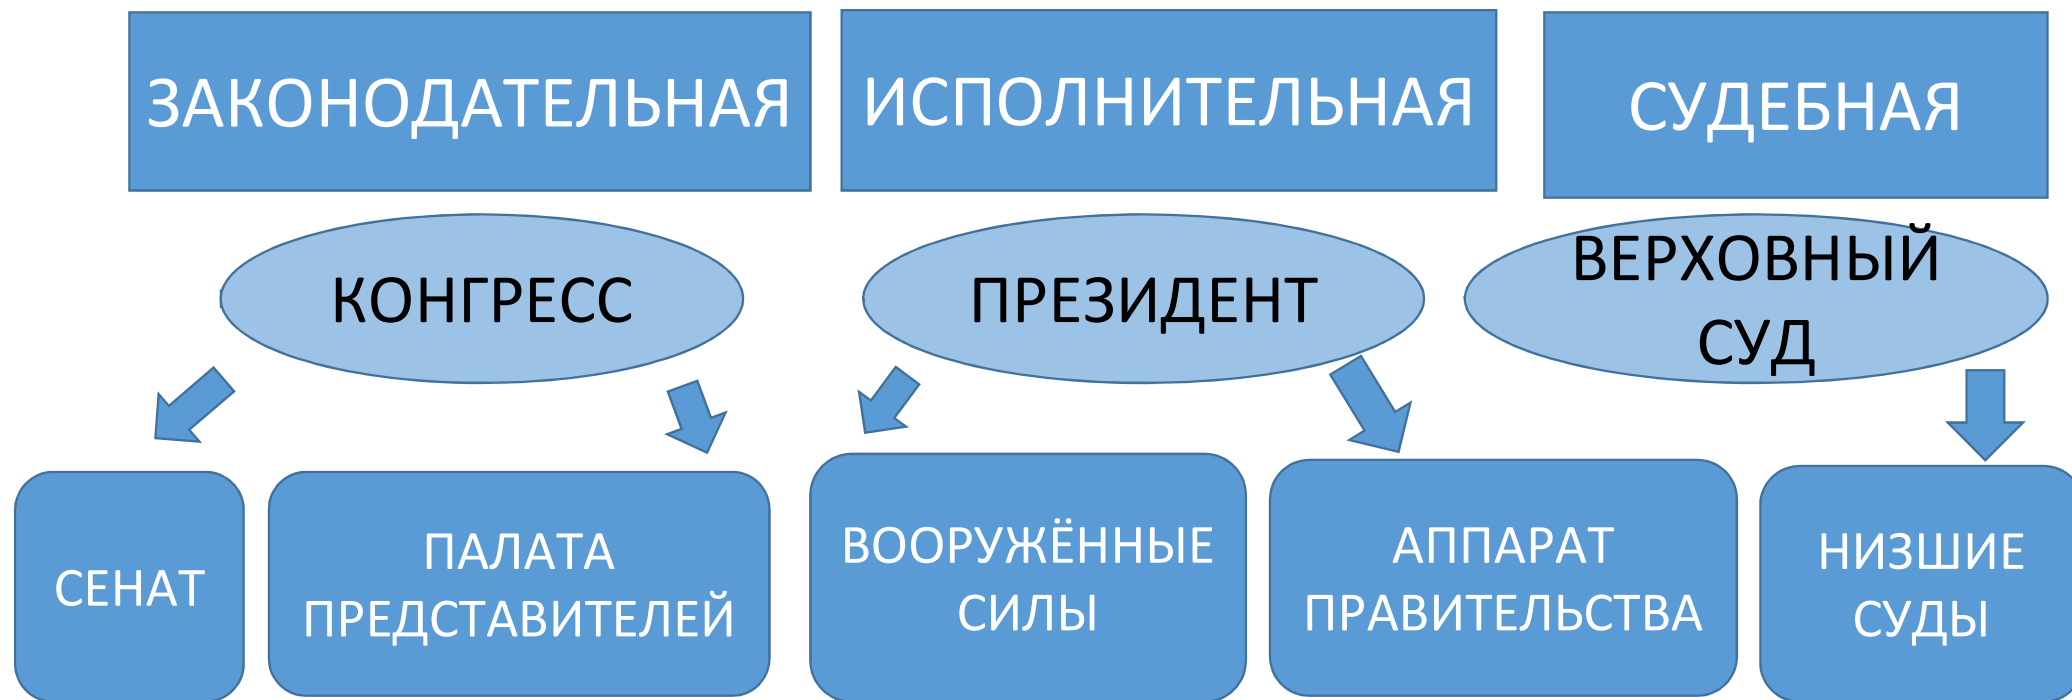 ЗАКОНОДАТЕЛЬНАЯ
ИСПОЛНИТЕЛЬНАЯ
СУДЕБНАЯ
КОНГРЕСС
ПРЕЗИДЕНТ
ВЕРХОВНЫЙ
СУД
СЕНАТ
ПАЛАТА
ПРЕДСТАВИТЕЛЕЙ
ВООРУЖЁННЫЕ
СИЛЫ
АППАРАТ
ПРАВИТЕЛЬСТВА
НИЗШИЕ
СУДЫ